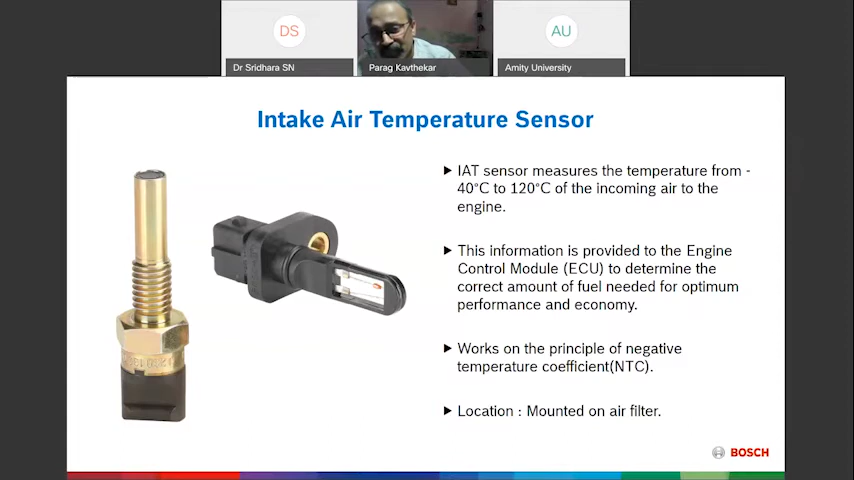 DS
AU
Dr Sridhara SN
Parag Kavthekar
Amity University
Intake Air Temperature Sensor
IAT sensor measures the temperature from -
40°C to 120°C of the incoming air to the
engine.
This information is provided to the Engine
Control Module (ECU) to determine the
correct amount of fuel needed for optimum
performance and economy.
Works on the principle of negative
temperature coefficient(NTC).
Location : Mounted on air filter.
BOSCH